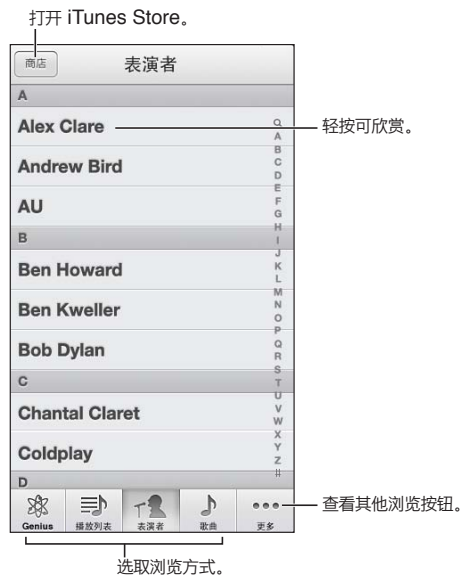 打开 iTunes Store。
商店
表演者
A
Alex Clare
轻按可欣赏。
Andrew Bird
AU
B
Ben Howard
Ben Kweller
Bob Dylan
C
Chantal Claret
Coldplay
D
Q
A
B
C
D
E
F
G
H
I
J
K
L
M
N
O
P
Q
R
S
T
U
V
W
X
Y
Z
#
Genius
播放列表
表演者
歌曲
更多
查看其他浏览按钮。
选取浏览方式。